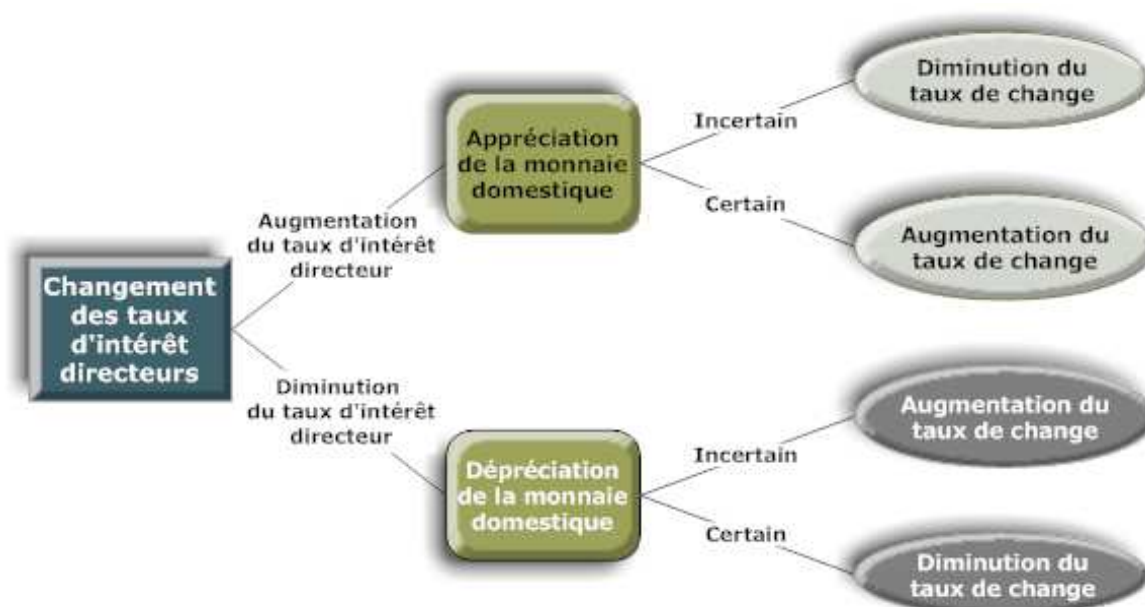 Changement
des taux
d'intérêt
directeurs
Augmentation
du taux d'intérêt
directeur
Appréciation
de la monnaie
domestique
Incertain
Diminution du
taux de change
Certain
Augmentation du
taux de change
Diminution
du taux d'intérêt
directeur
Dépréciation
de la monnaie
domestique
Incertain
Augmentation du
taux de change
Certain
Diminution du
taux de change